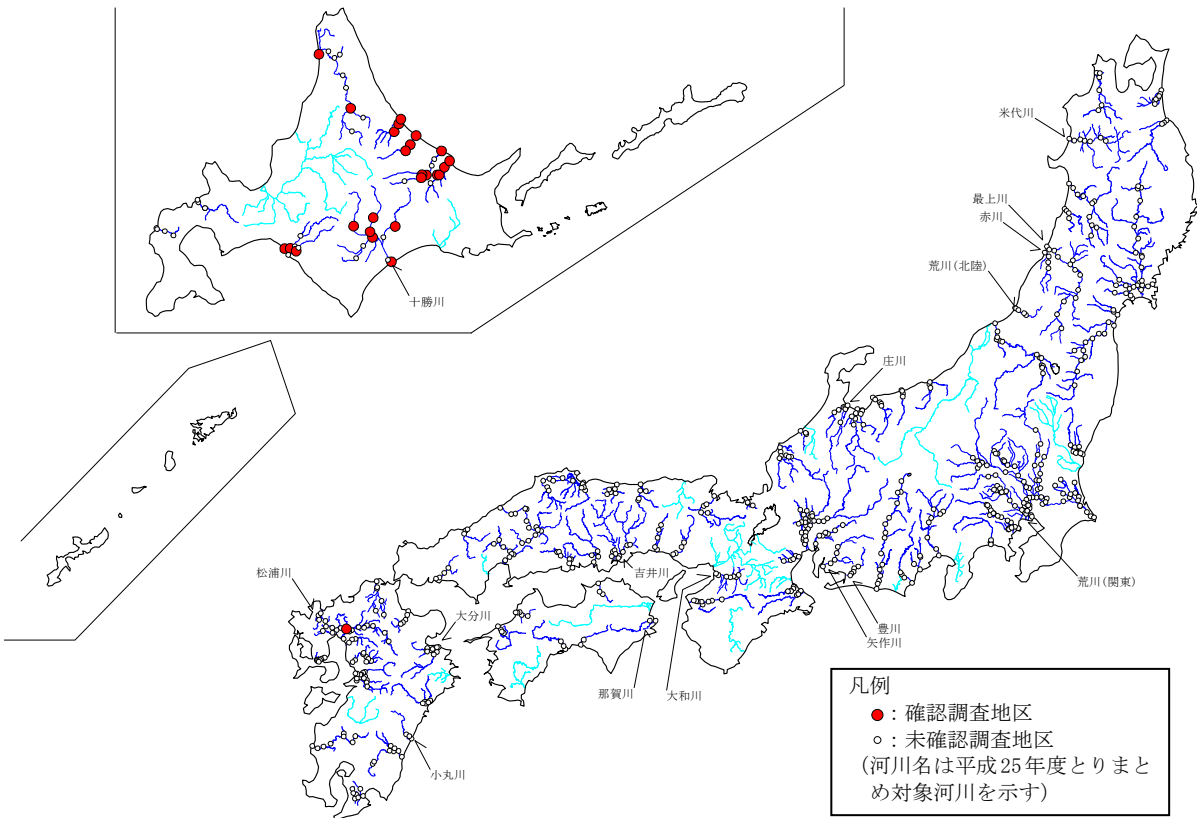 米代川
最上川
赤川
荒川(北陸)
十勝川
庄川
松浦川
吉井川
大分川
荒川(関東)
豊川
矢作川
那賀川
大和川
小丸川
凡例
：確認調査地区
：未確認調査地区
(河川名は平成25年度とりまと
め対象河川を示す)